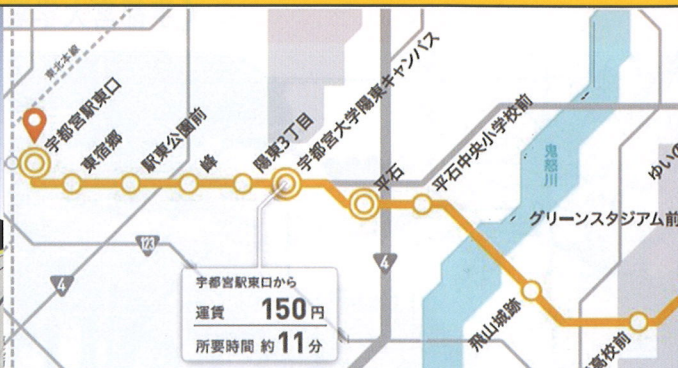 東北本線
宇都宮駅東口
東宿郷
駅東公園前
峰
陽東3丁目
宇都宮大学陽東キャンパス
平石
平石中央小学校前
鬼怒川
ゆいの
グリーンスタジアム前
飛山城跡
高校前
123
4
4
宇都宮駅東口から
運賃 150円
所要時間 約11分